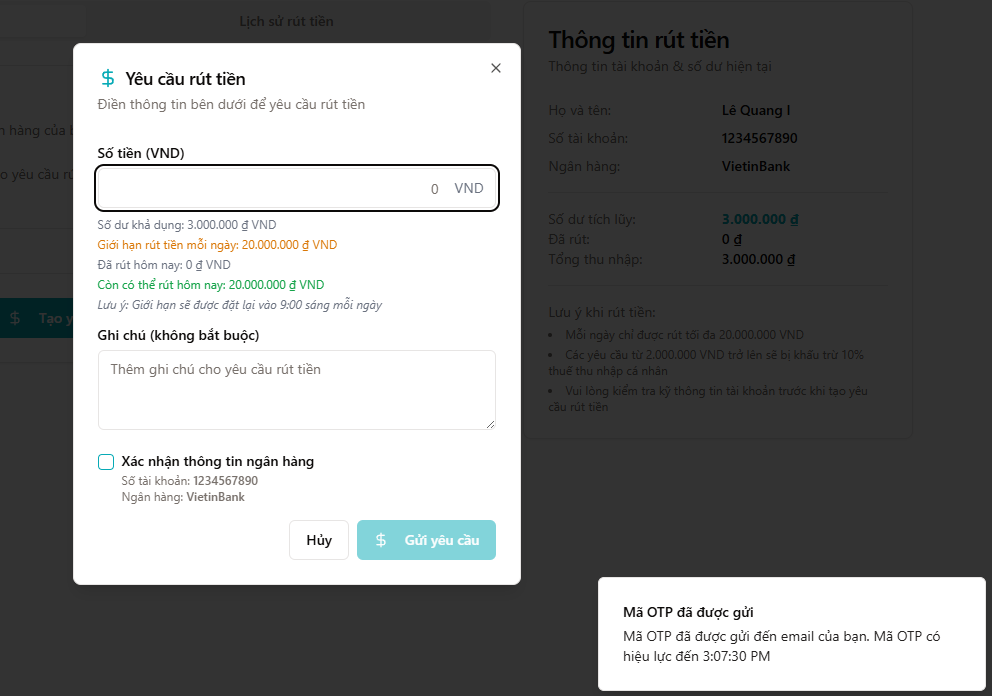 Lịch sử rút tiền
Yêu cầu rút tiền
Điền thông tin bên dưới để yêu cầu rút tiền
Số tiền (VND)
0 VND
Số dư khả dụng: 3.000.000 ₫ VND
Giới hạn rút tiền mỗi ngày: 20.000.000 ₫ VND
Đã rút hôm nay: 0 ₫ VND
Còn có thể rút hôm nay: 20.000.000 ₫ VND
Lưu ý: Giới hạn sẽ được đặt lại vào 9:00 sáng mỗi ngày
Ghi chú (không bắt buộc)
Thêm ghi chú cho yêu cầu rút tiền
Xác nhận thông tin ngân hàng
Số tài khoản: 1234567890
Ngân hàng: VietinBank
Hủy
$ Gửi yêu cầu
n hàng của b
o yêu cầu rú
$ Tạo y
Thông tin rút tiền
Thông tin tài khoản & số dư hiện tại
Họ và tên: Lê Quang I
Số tài khoản: 1234567890
Ngân hàng: VietinBank
Số dư tích lũy: 3.000.000 ₫
Đã rút: 0 ₫
Tổng thu nhập: 3.000.000 ₫
Lưu ý khi rút tiền:
• Mỗi ngày chỉ được rút tối đa 20.000.000 VND
• Các yêu cầu từ 2.000.000 VND trở lên sẽ bị khấu trừ 10%
thuế thu nhập cá nhân
• Vui lòng kiểm tra kỹ thông tin tài khoản trước khi tạo yêu
cầu rút tiền
Mã OTP đã được gửi
Mã OTP đã được gửi đến email của bạn. Mã OTP có
hiệu lực đến 3:07:30 PM